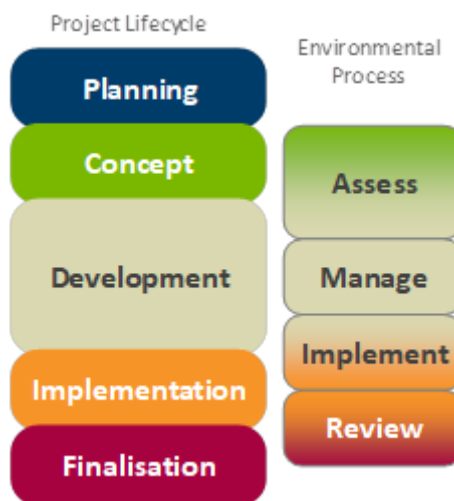 Project Lifecycle
Environmental
Process
Planning
Concept
Development
Implementation
Finalisation
Assess
Manage
Implement
Review